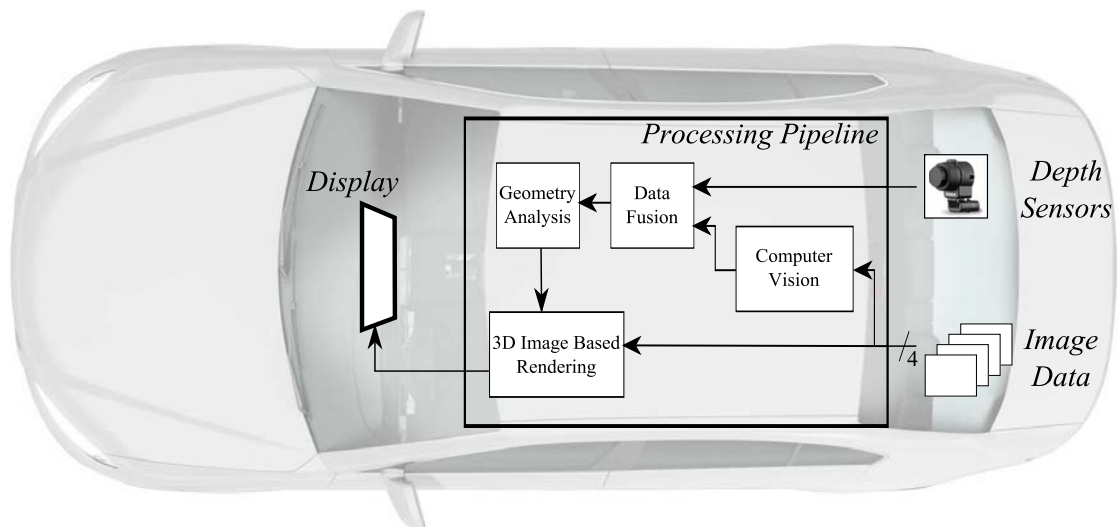 Processing Pipeline
Display
Geometry
Analysis
Data
Fusion
Depth
Sensors
Computer
Vision
3D Image Based
Rendering
4
Image
Data